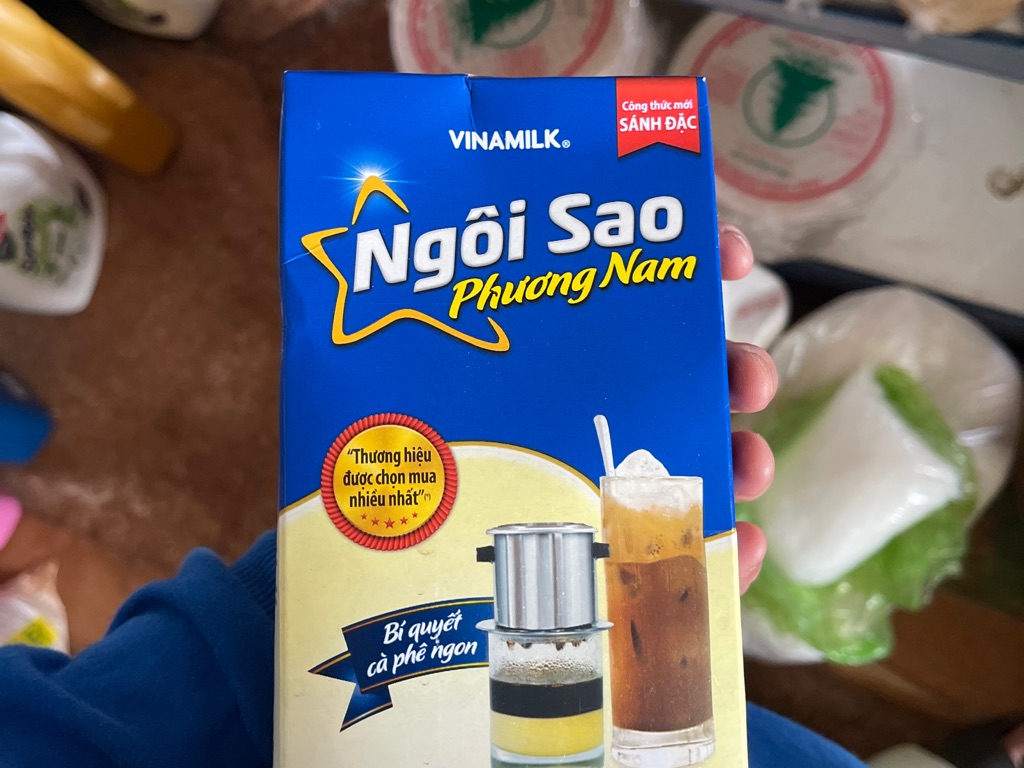 VINAMILK®
Công thức mới
SÁNH ĐẶC
Ngôi Sao
Phương Nam
"Thương hiệu
được chọn mua
nhiều nhất"(*)
Bí quyết
cà phê ngon